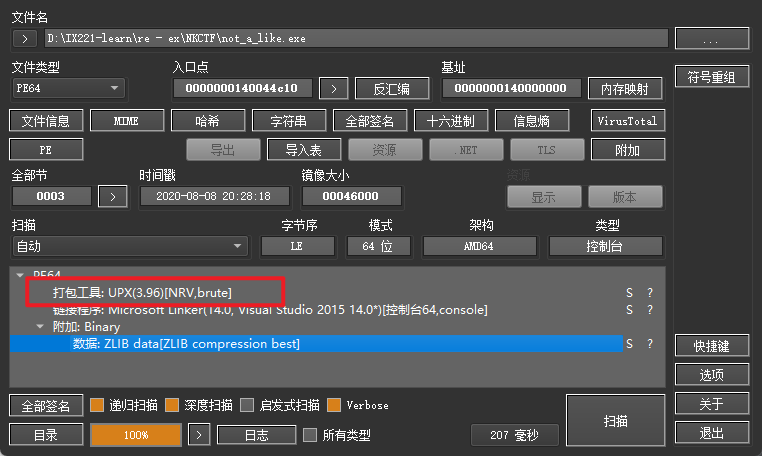 文件名
> D:\IX221-learn\re - ex\NKCTF\not_a_like.exe ...
文件类型 入口点 基址
PE64 0000000140044c10 > 反汇编 0000000140000000 内存映射 符号重组
文件信息 MIME 哈希 字符串 全部签名 十六进制 信息熵 VirusTotal
PE 导出 导入表 资源 .NET TLS 附加
全部节 时间戳 镜像大小 资源
0003 > 2020-08-08 20:28:18 00046000 显示 版本
扫描 字节序 模式 架构 类型
自动 LE 64 位 AMD64 控制台
PE64
打包工具: UPX(3.96)[NRV,brute] S ?
链接程序: Microsoft Linker(14.0, Visual Studio 2015 14.0*)[控制台64,console] S ?
附加: Binary
数据: ZLIB data[ZLIB compression best] S ?
快捷键
选项
全部签名 递归扫描 深度扫描 启发式扫描 Verbose 扫描 关于
目录 100% > 日志 所有类型 207 毫秒 退出